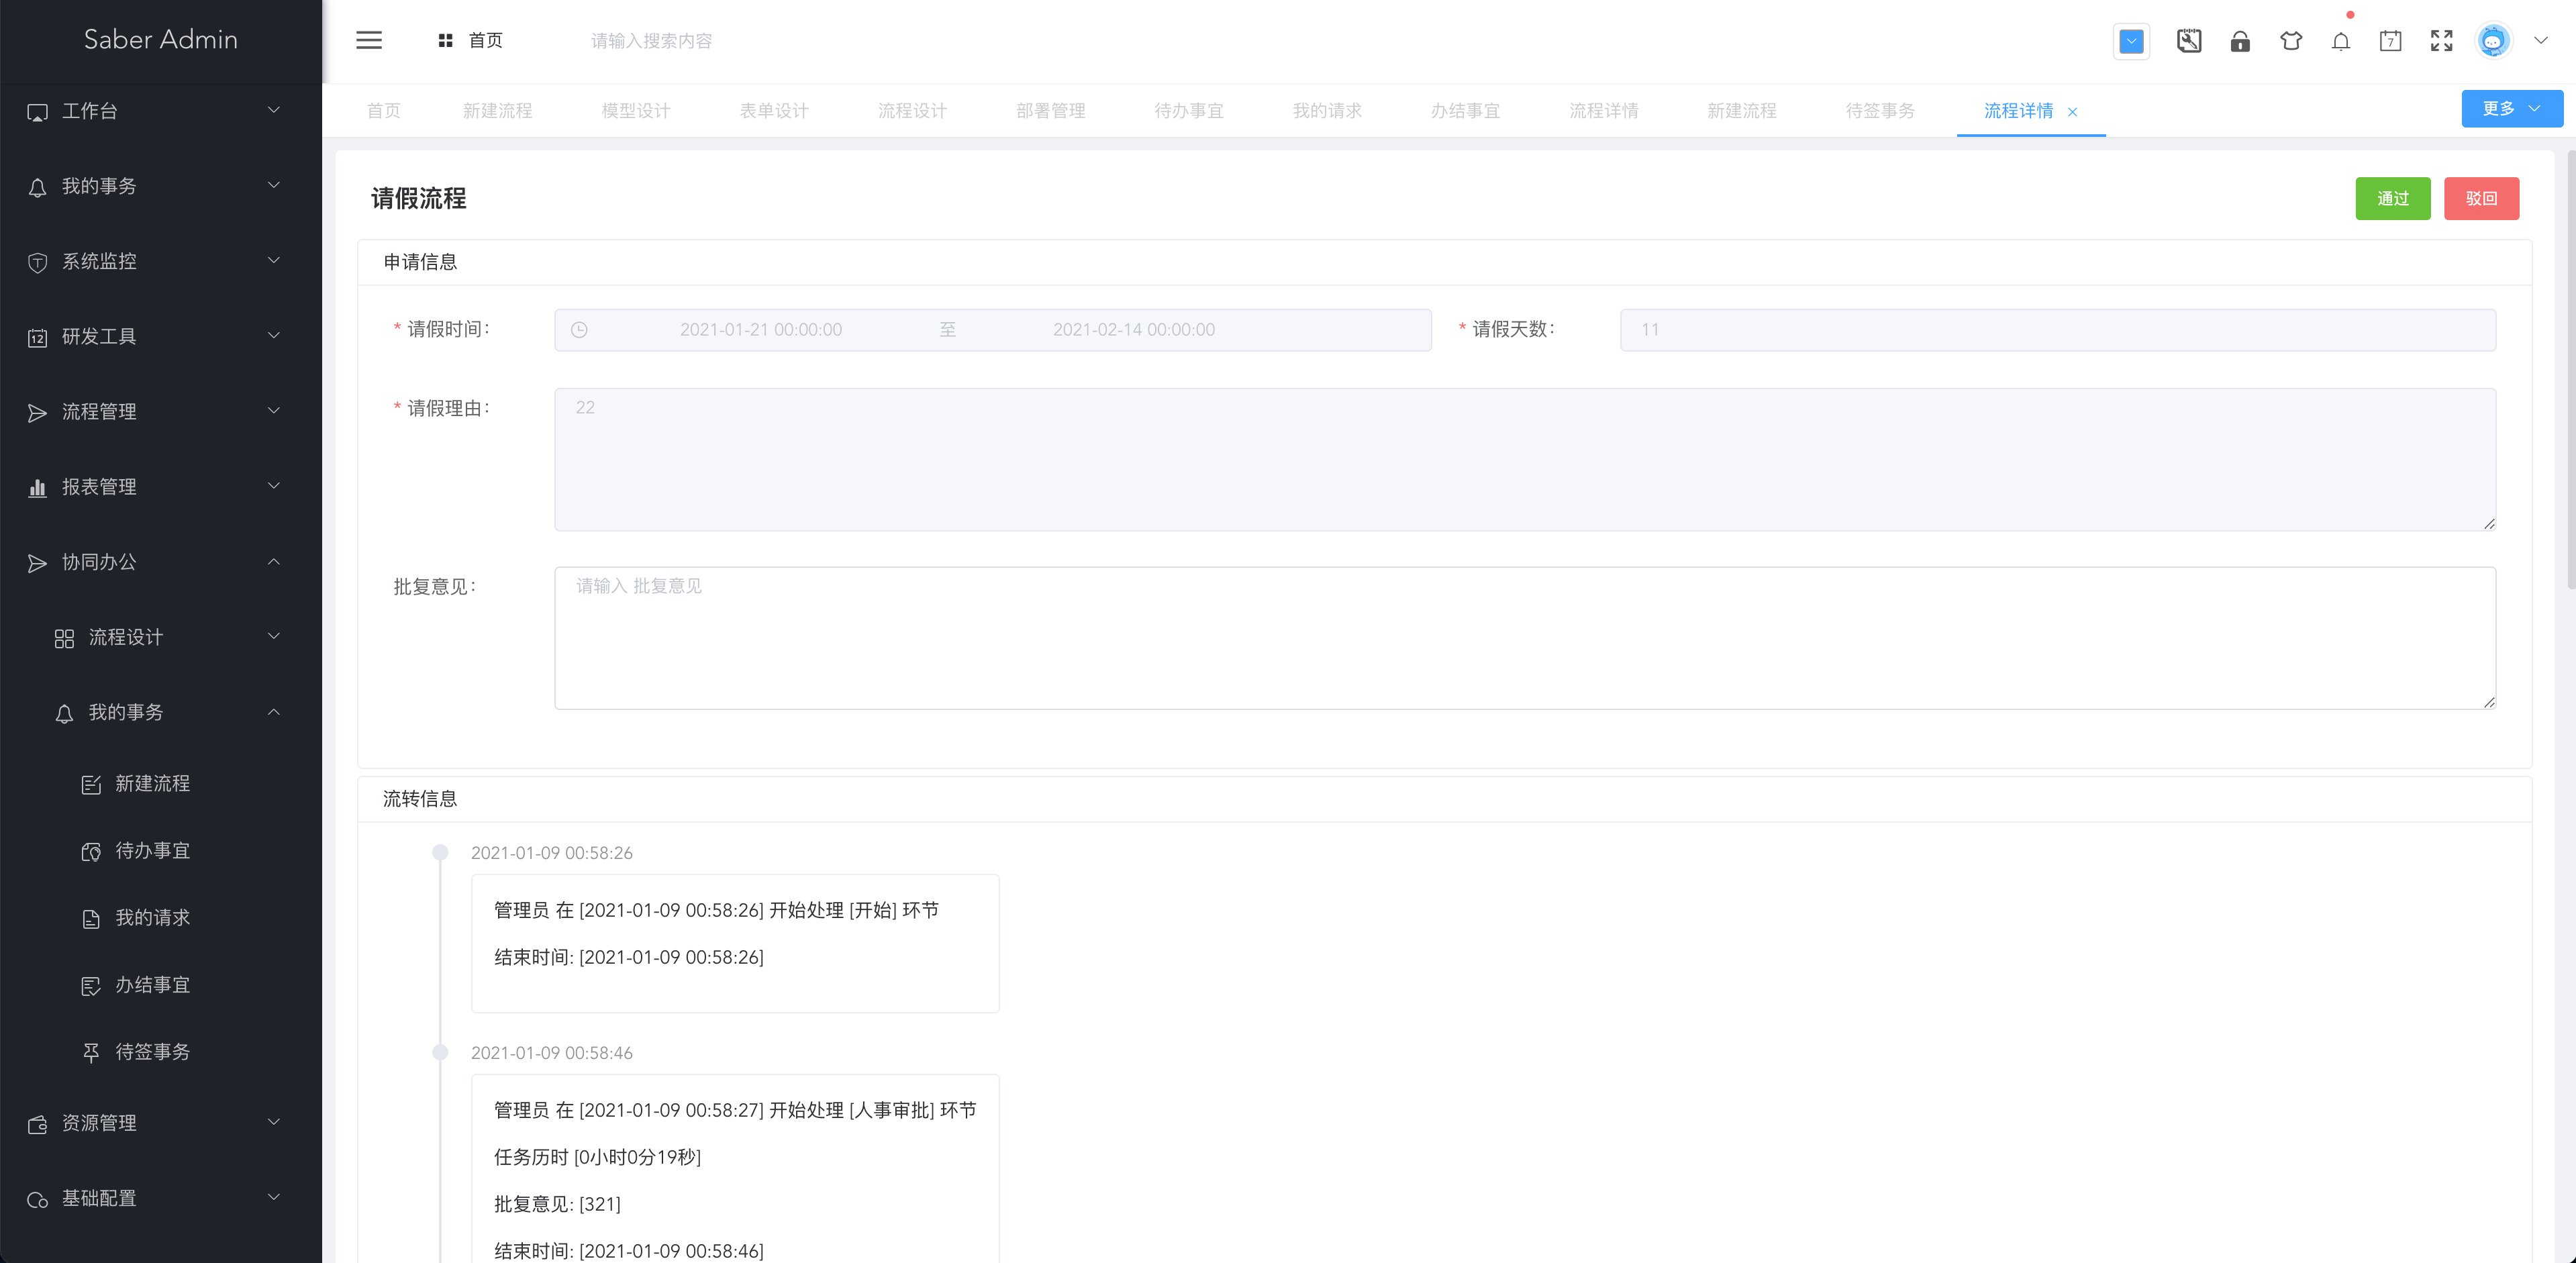 Saber Admin
首页
请输入搜索内容
7
工作台
我的事务
系统监控
12
研发工具
流程管理
报表管理
协同办公
流程设计
我的事务
新建流程
待办事宜
我的请求
办结事宜
待签事务
资源管理
基础配置
首页 新建流程 模型设计 表单设计 流程设计 部署管理 待办事宜 我的请求 办结事宜 流程详情 新建流程 待签事务 流程详情
更多
请假流程
通过 驳回
申请信息
* 请假时间: 2021-01-21 00:00:00 至 2021-02-14 00:00:00 * 请假天数: 11
* 请假理由: 22
批复意见: 请输入 批复意见
流转信息
2021-01-09 00:58:26
管理员 在 [2021-01-09 00:58:26] 开始处理 [开始] 环节
结束时间: [2021-01-09 00:58:26]
2021-01-09 00:58:46
管理员 在 [2021-01-09 00:58:27] 开始处理 [人事审批] 环节
任务历时 [0小时0分19秒]
批复意见: [321]
结束时间: [2021-01-09 00:58:46]